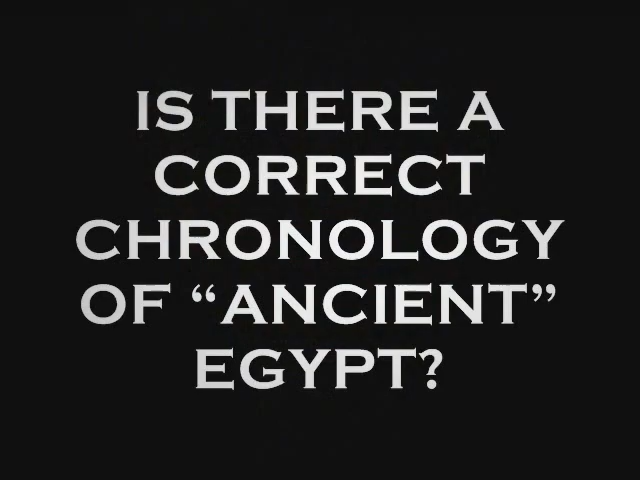 IS THERE A
CORRECT
CHRONOLOGY
OF “ANCIENT”
EGYPT?